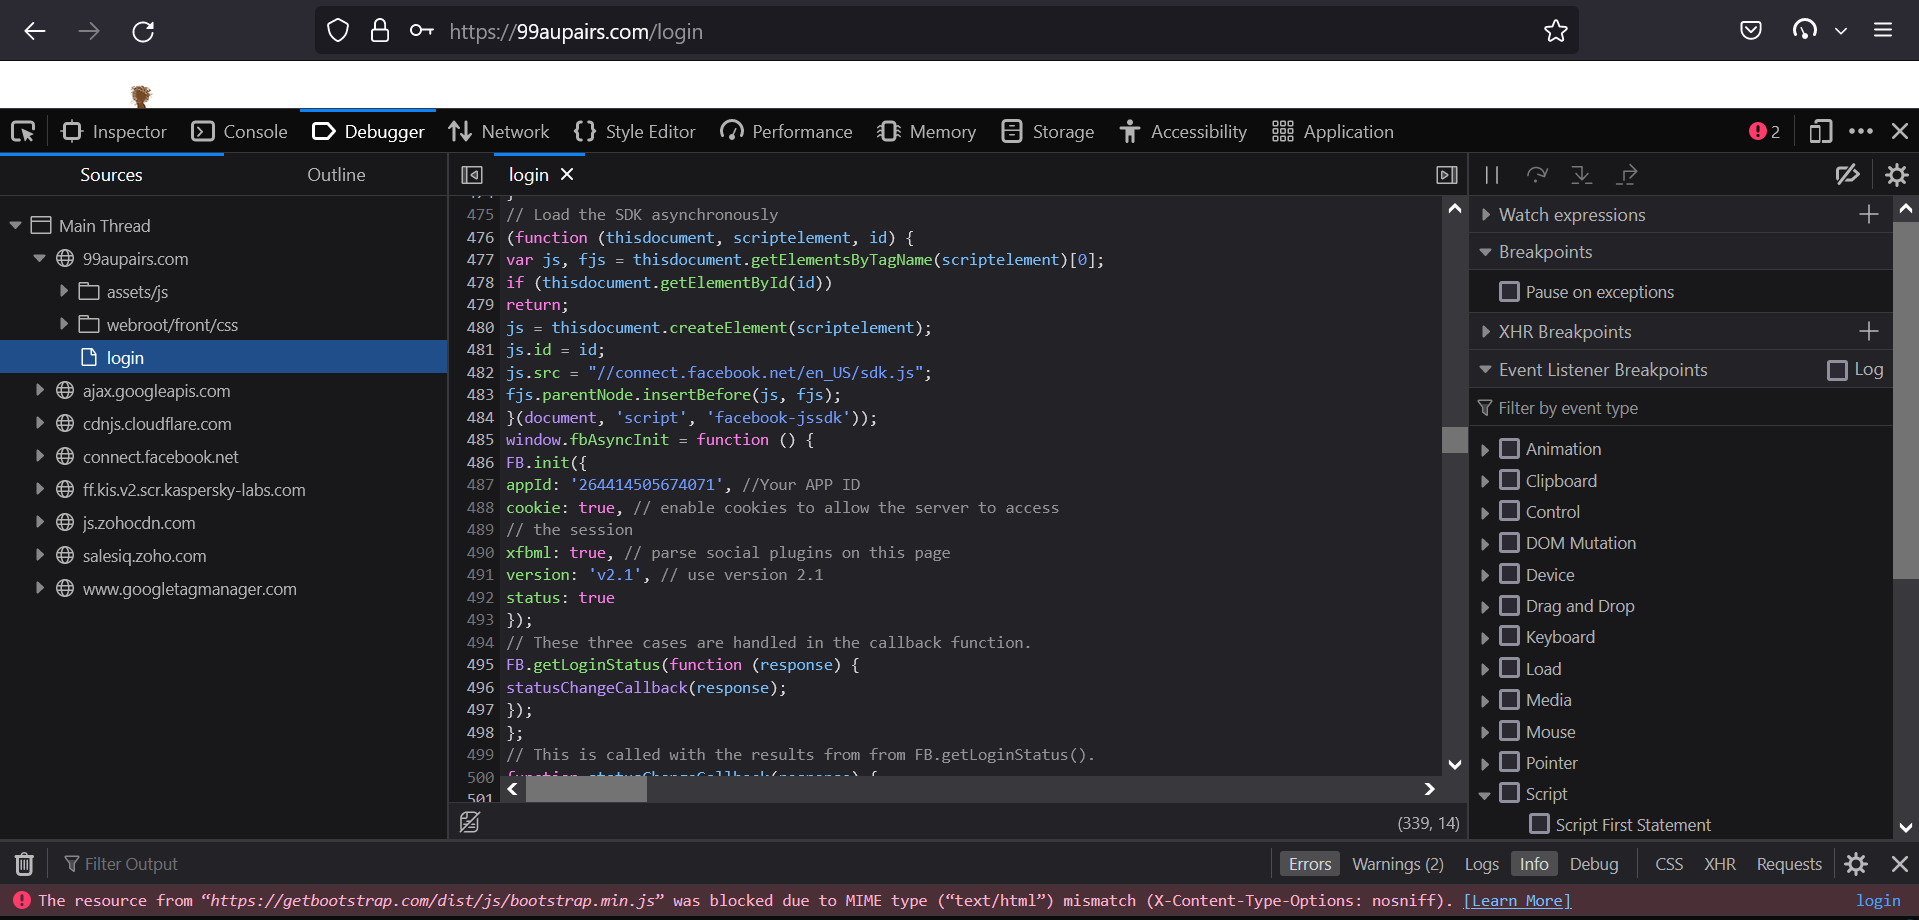 https://99aupairs.com/login
Inspector Console Debugger Network Style Editor Performance Memory Storage Accessibility Application 2
Sources Outline
login
Main Thread
99aupairs.com
assets/js
webroot/front/css
login
ajax.googleapis.com
cdnjs.cloudflare.com
connect.facebook.net
ff.kis.v2.scr.kaspersky-labs.com
js.zohocdn.com
salesiq.zoho.com
www.googletagmanager.com
475 // Load the SDK asynchronously
476 (function (thisdocument, scriptelement, id) {
477 var js, fjs = thisdocument.getElementsByTagName(scriptelement)[0];
478 if (thisdocument.getElementById(id))
479 return;
480 js = thisdocument.createElement(scriptelement);
481 js.id = id;
482 js.src = "//connect.facebook.net/en_US/sdk.js";
483 fjs.parentNode.insertBefore(js, fjs);
484 }(document, 'script', 'facebook-jssdk'));
485 window.fbAsyncInit = function () {
486 FB.init({
487 appId: '264414505674071', //Your APP ID
488 cookie: true, // enable cookies to allow the server to access
489 // the session
490 xfbml: true, // parse social plugins on this page
491 version: 'v2.1', // use version 2.1
492 status: true
493 });
494 // These three cases are handled in the callback function.
495 FB.getLoginStatus(function (response) {
496 statusChangeCallback(response);
497 });
498 };
499 // This is called with the results from from FB.getLoginStatus().
500 function statusChangeCallback(response) {
501
(339, 14)
Watch expressions
Breakpoints
Pause on exceptions
XHR Breakpoints
Event Listener Breakpoints Log
Filter by event type
Animation
Clipboard
Control
DOM Mutation
Device
Drag and Drop
Keyboard
Load
Media
Mouse
Pointer
Script
Script First Statement
Filter Output Errors Warnings (2) Logs Info Debug CSS XHR Requests
The resource from “https://getbootstrap.com/dist/js/bootstrap.min.js” was blocked due to MIME type (“text/html”) mismatch (X-Content-Type-Options: nosniff). [Learn More] login